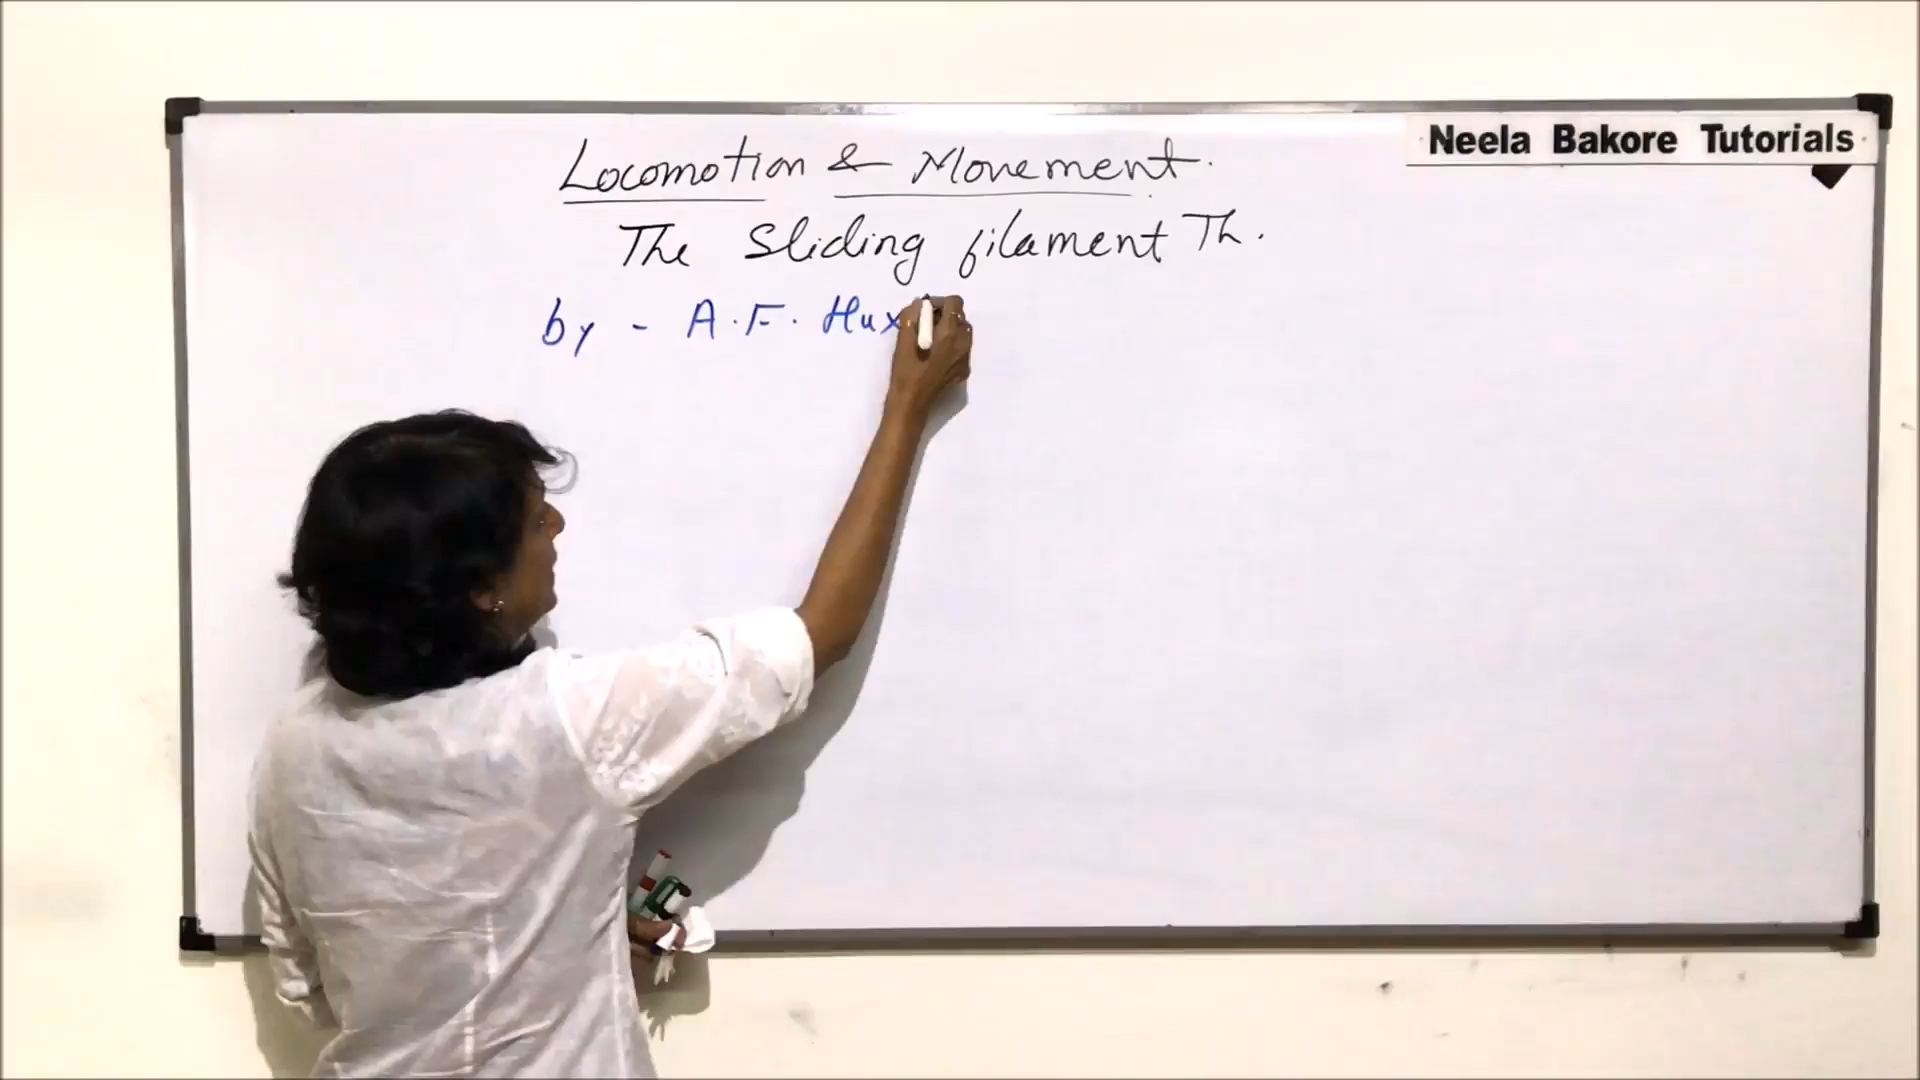 Neela Bakore Tutorials
Locomotion & Movement.
The Sliding filament Th.
by - A.F. Hux